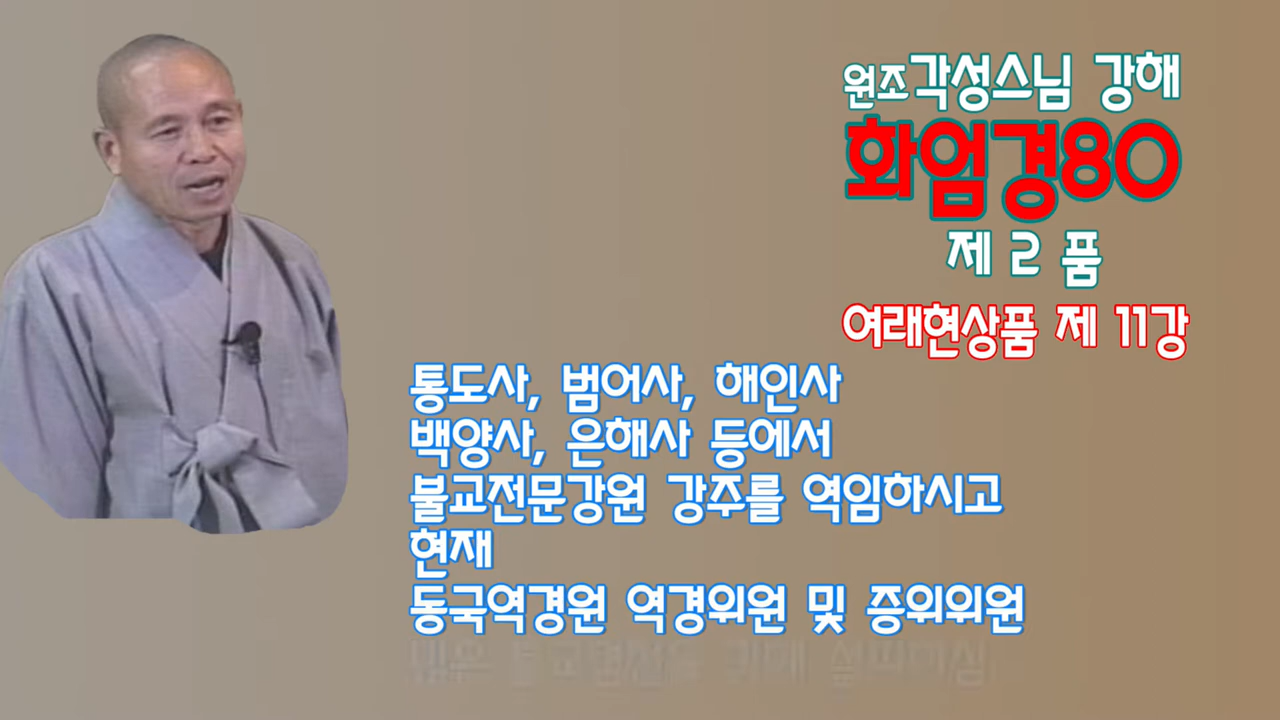 원조각성스님 강해
화엄경80
제 2 품
여래현상품 제 11강
통도사, 범어사, 해인사
백양사, 은해사 등에서
불교전문강원 강주를 역임하시고
현재
동국역경원 역경위원 및 증위위원